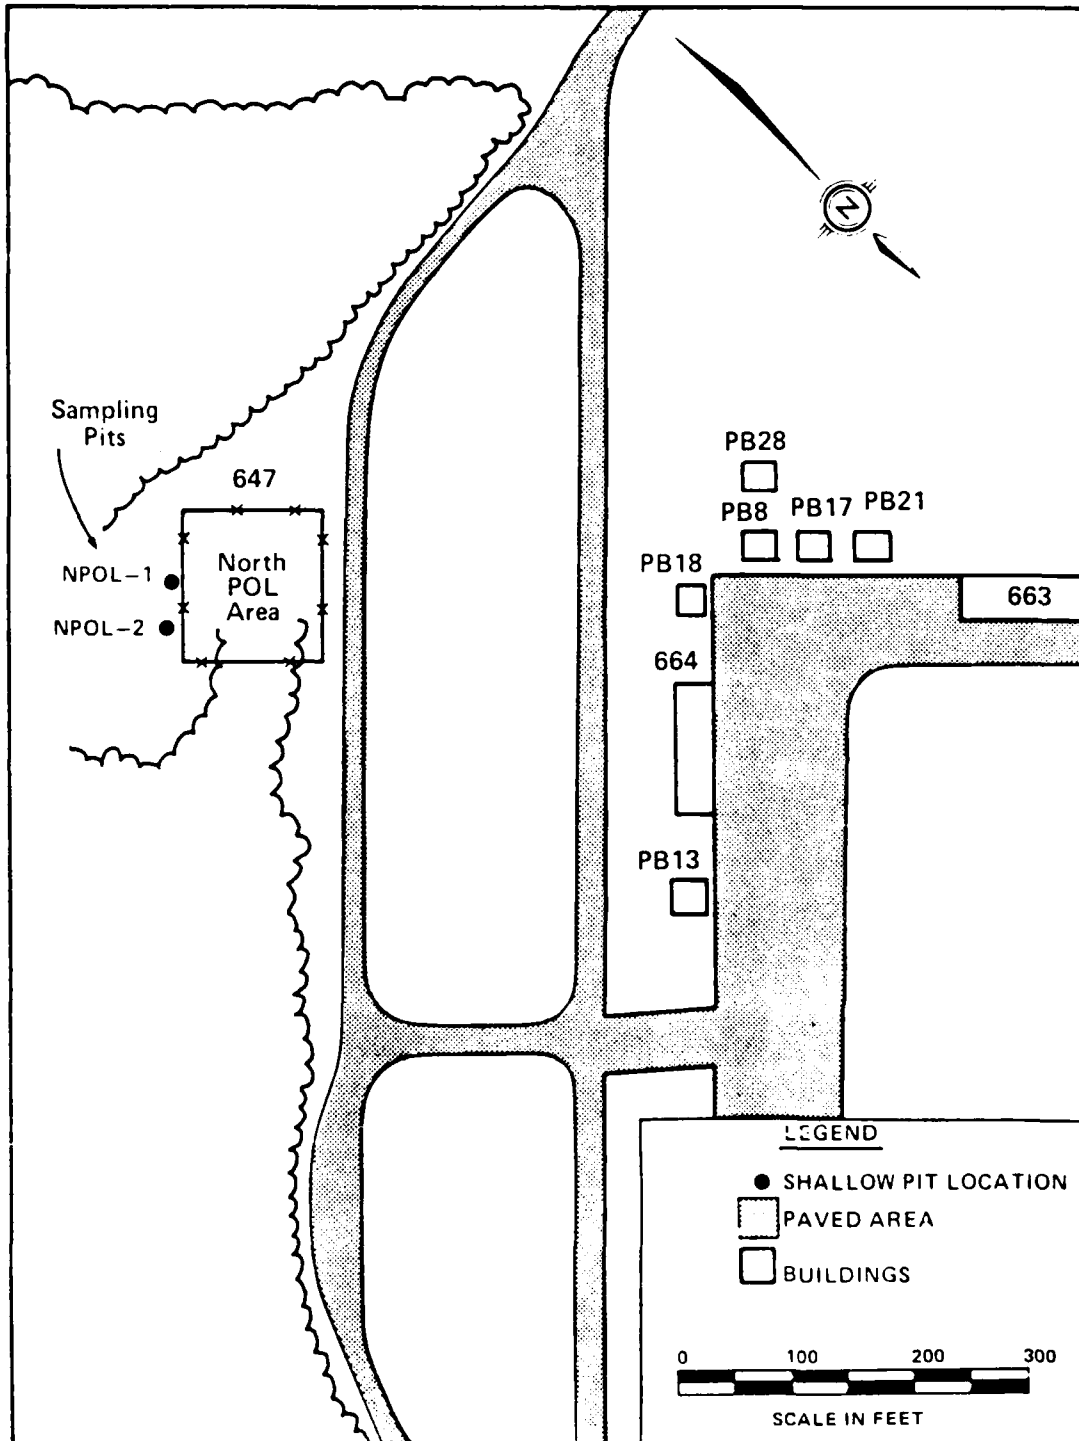 N
Sampling
Pits
647
NPOL-1
NPOL-2
North
POL
Area
PB28
PB8
PB17
PB21
PB18
663
664
PB13
LEGEND
SHALLOW PIT LOCATION
PAVED AREA
BUILDINGS
0 100 200 300
SCALE IN FEET